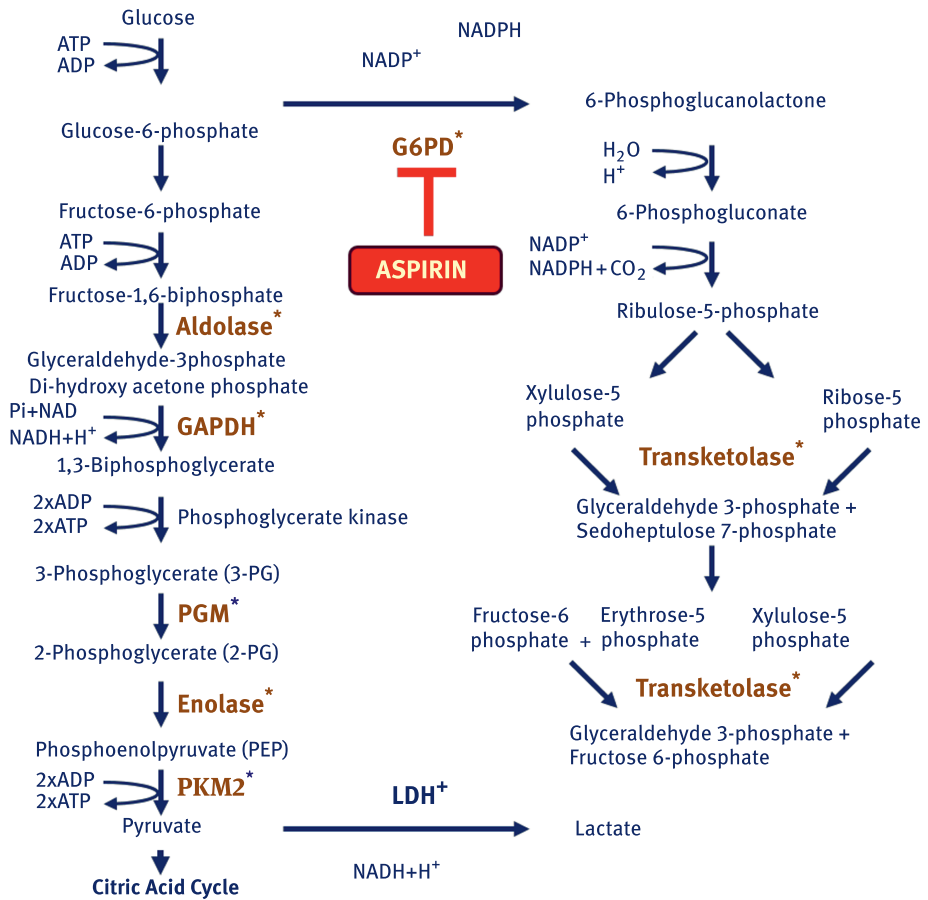 Glucose
ATP
ADP
NADPH
NADP+
Glucose-6-phosphate
6-Phosphoglucanolactone
G6PD*
ASPIRIN
H2O
H+
6-Phosphogluconate
NADP+
NADPH+CO2
Ribulose-5-phosphate
Fructose-6-phosphate
ATP
ADP
Fructose-1,6-biphosphate
Aldolase*
Glyceraldehyde-3phosphate
Di-hydroxy acetone phosphate
Pi+NAD
NADH+H+
GAPDH*
1,3-Biphosphoglycerate
2xADP
2xATP
Phosphoglycerate kinase
3-Phosphoglycerate (3-PG)
PGM*
2-Phosphoglycerate (2-PG)
Enolase*
Phosphoenolpyruvate (PEP)
2xADP
2xATP
PKM2*
Pyruvate
Citric Acid Cycle
LDH+
NADH+H+
Lactate
Xylulose-5
phosphate
Ribose-5
phosphate
Transketolase*
Glyceraldehyde 3-phosphate +
Sedoheptulose 7-phosphate
Fructose-6
phosphate +
Erythrose-5
phosphate
Xylulose-5
phosphate
Transketolase*
Glyceraldehyde 3-phosphate +
Fructose 6-phosphate